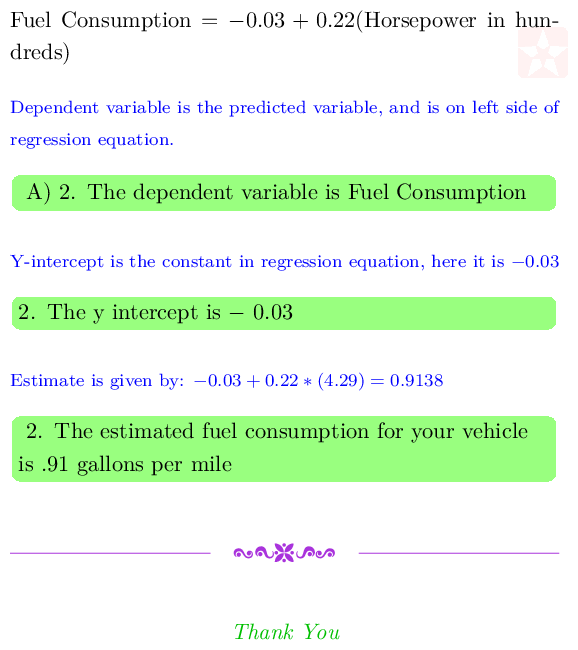 Fuel Consumption = −0.03 + 0.22(Horsepower in hun-
dreds)
Dependent variable is the predicted variable, and is on left side of
regression equation.
A) 2. The dependent variable is Fuel Consumption
Y-intercept is the constant in regression equation, here it is −0.03
2. The y intercept is − 0.03
Estimate is given by: −0.03 + 0.22 ∗ (4.29) = 0.9138
2. The estimated fuel consumption for your vehicle
is .91 gallons per mile
Thank You